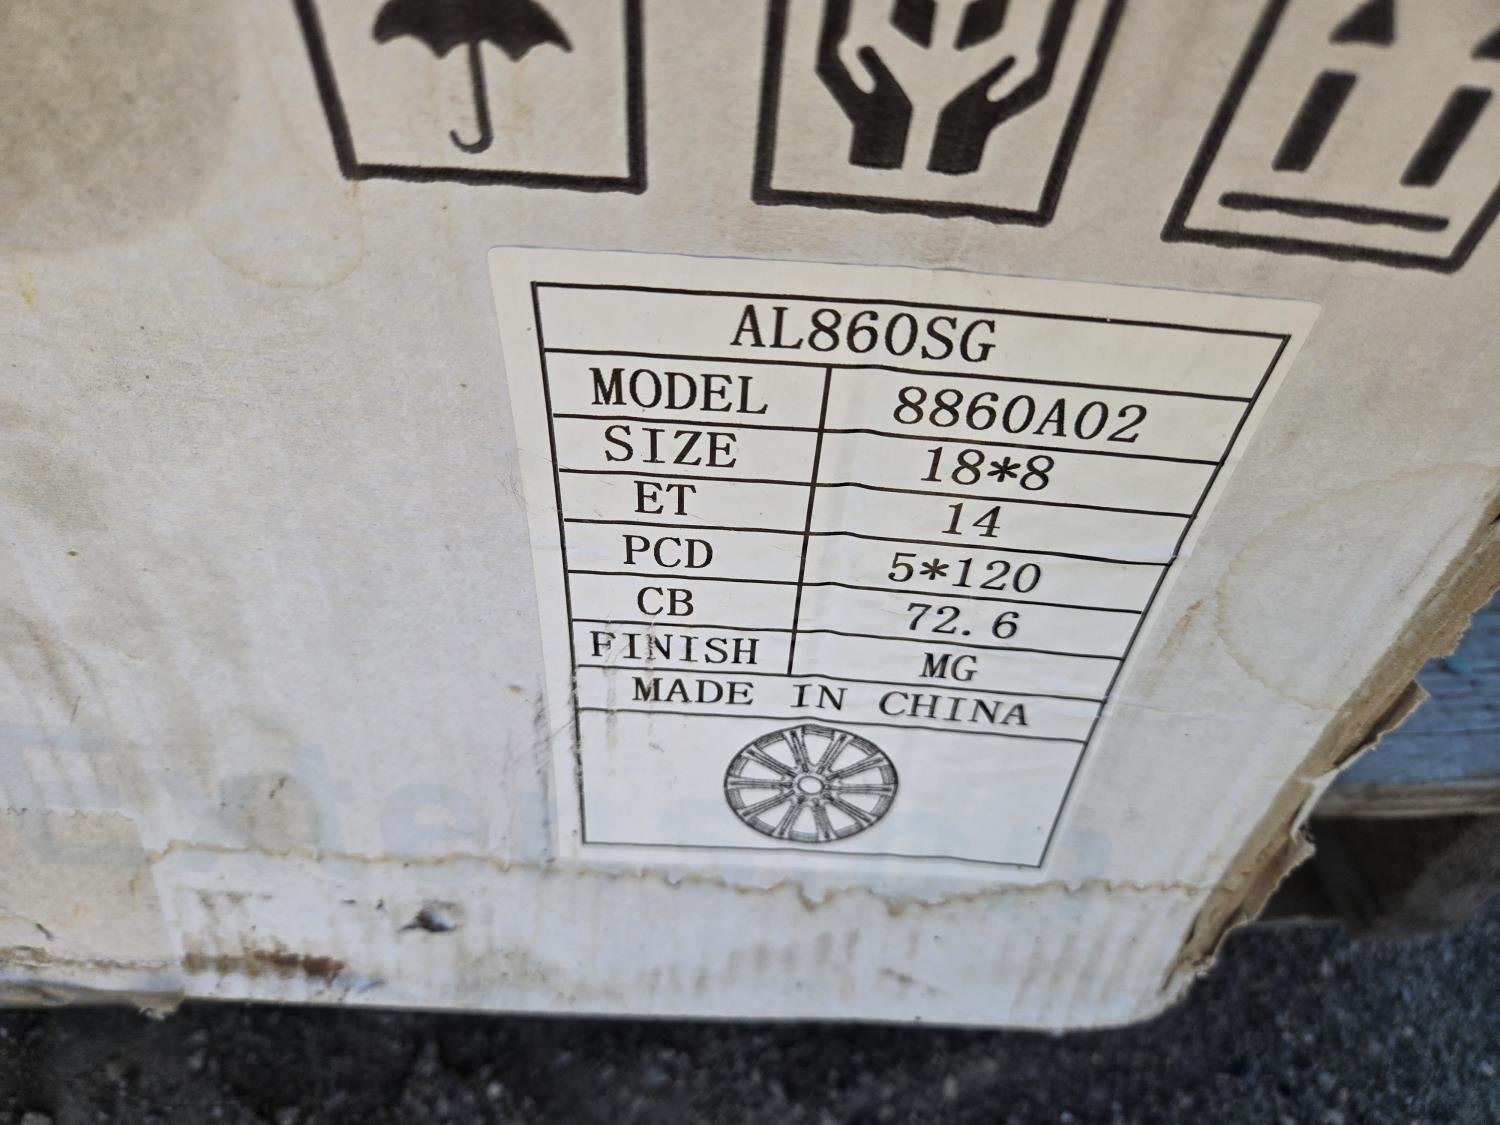 AL860SG
MODEL 8860A02
SIZE 18*8
ET 14
PCD 5*120
CB 72.6
FINISH MG
MADE IN CHINA